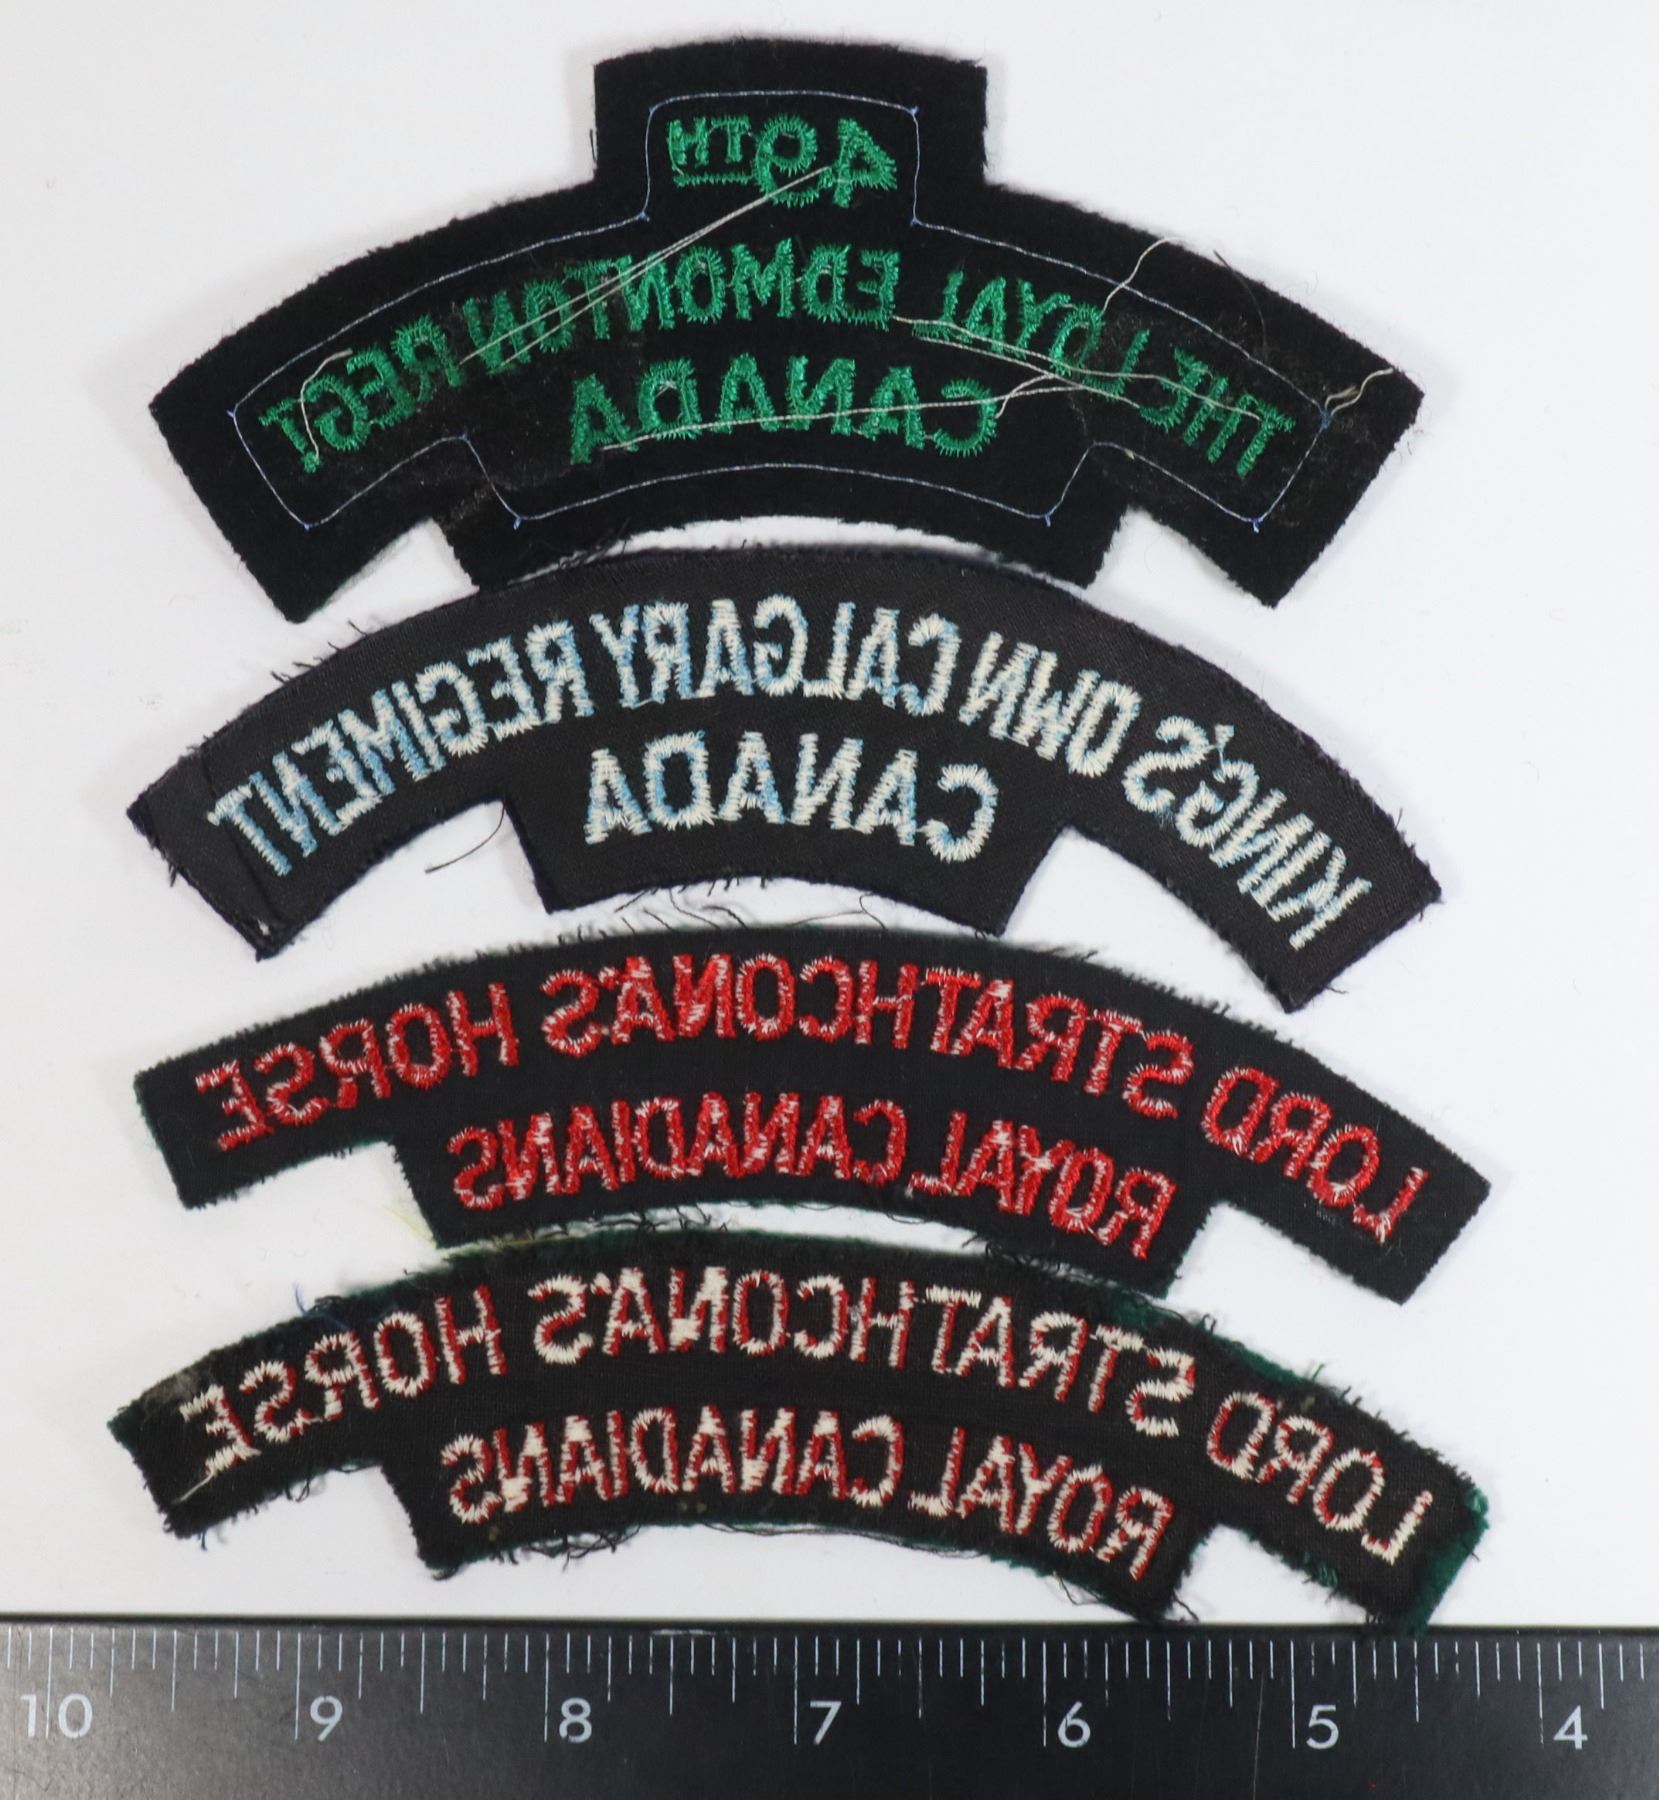 49TH
THE LOYAL EDMONTON REGT
CANADA
KING'S OWN CALGARY REGIMENT
CANADA
LORD STRATHCONA'S HORSE
ROYAL CANADIANS
LORD STRATHCONA'S HORSE
ROYAL CANADIANS
10 9 8 7 6 5 4